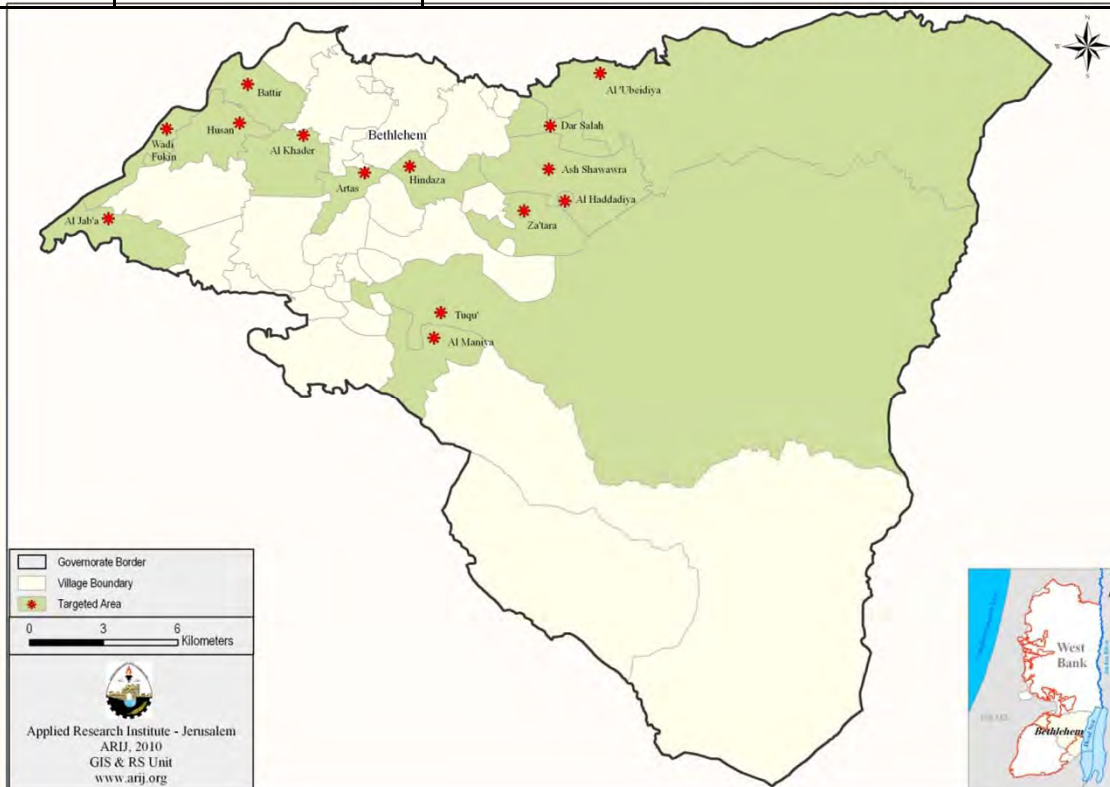 N
W
S
Al 'Ubeidiya
Battir
Husan
Wadi
Fukin
Al Khader
Bethlehem
Dar Salah
Artas
Hindaza
Ash Shawawra
Al Haddadiya
Za'tara
Al Jab'a
Tuqu'
Al Maniya
Governorate Border
Village Boundary
Targeted Area
0 3 6
Kilometers
Applied Research Institute - Jerusalem
ARIJ, 2010
GIS & RS Unit
www.arij.org
West
Bank
Bethlehem